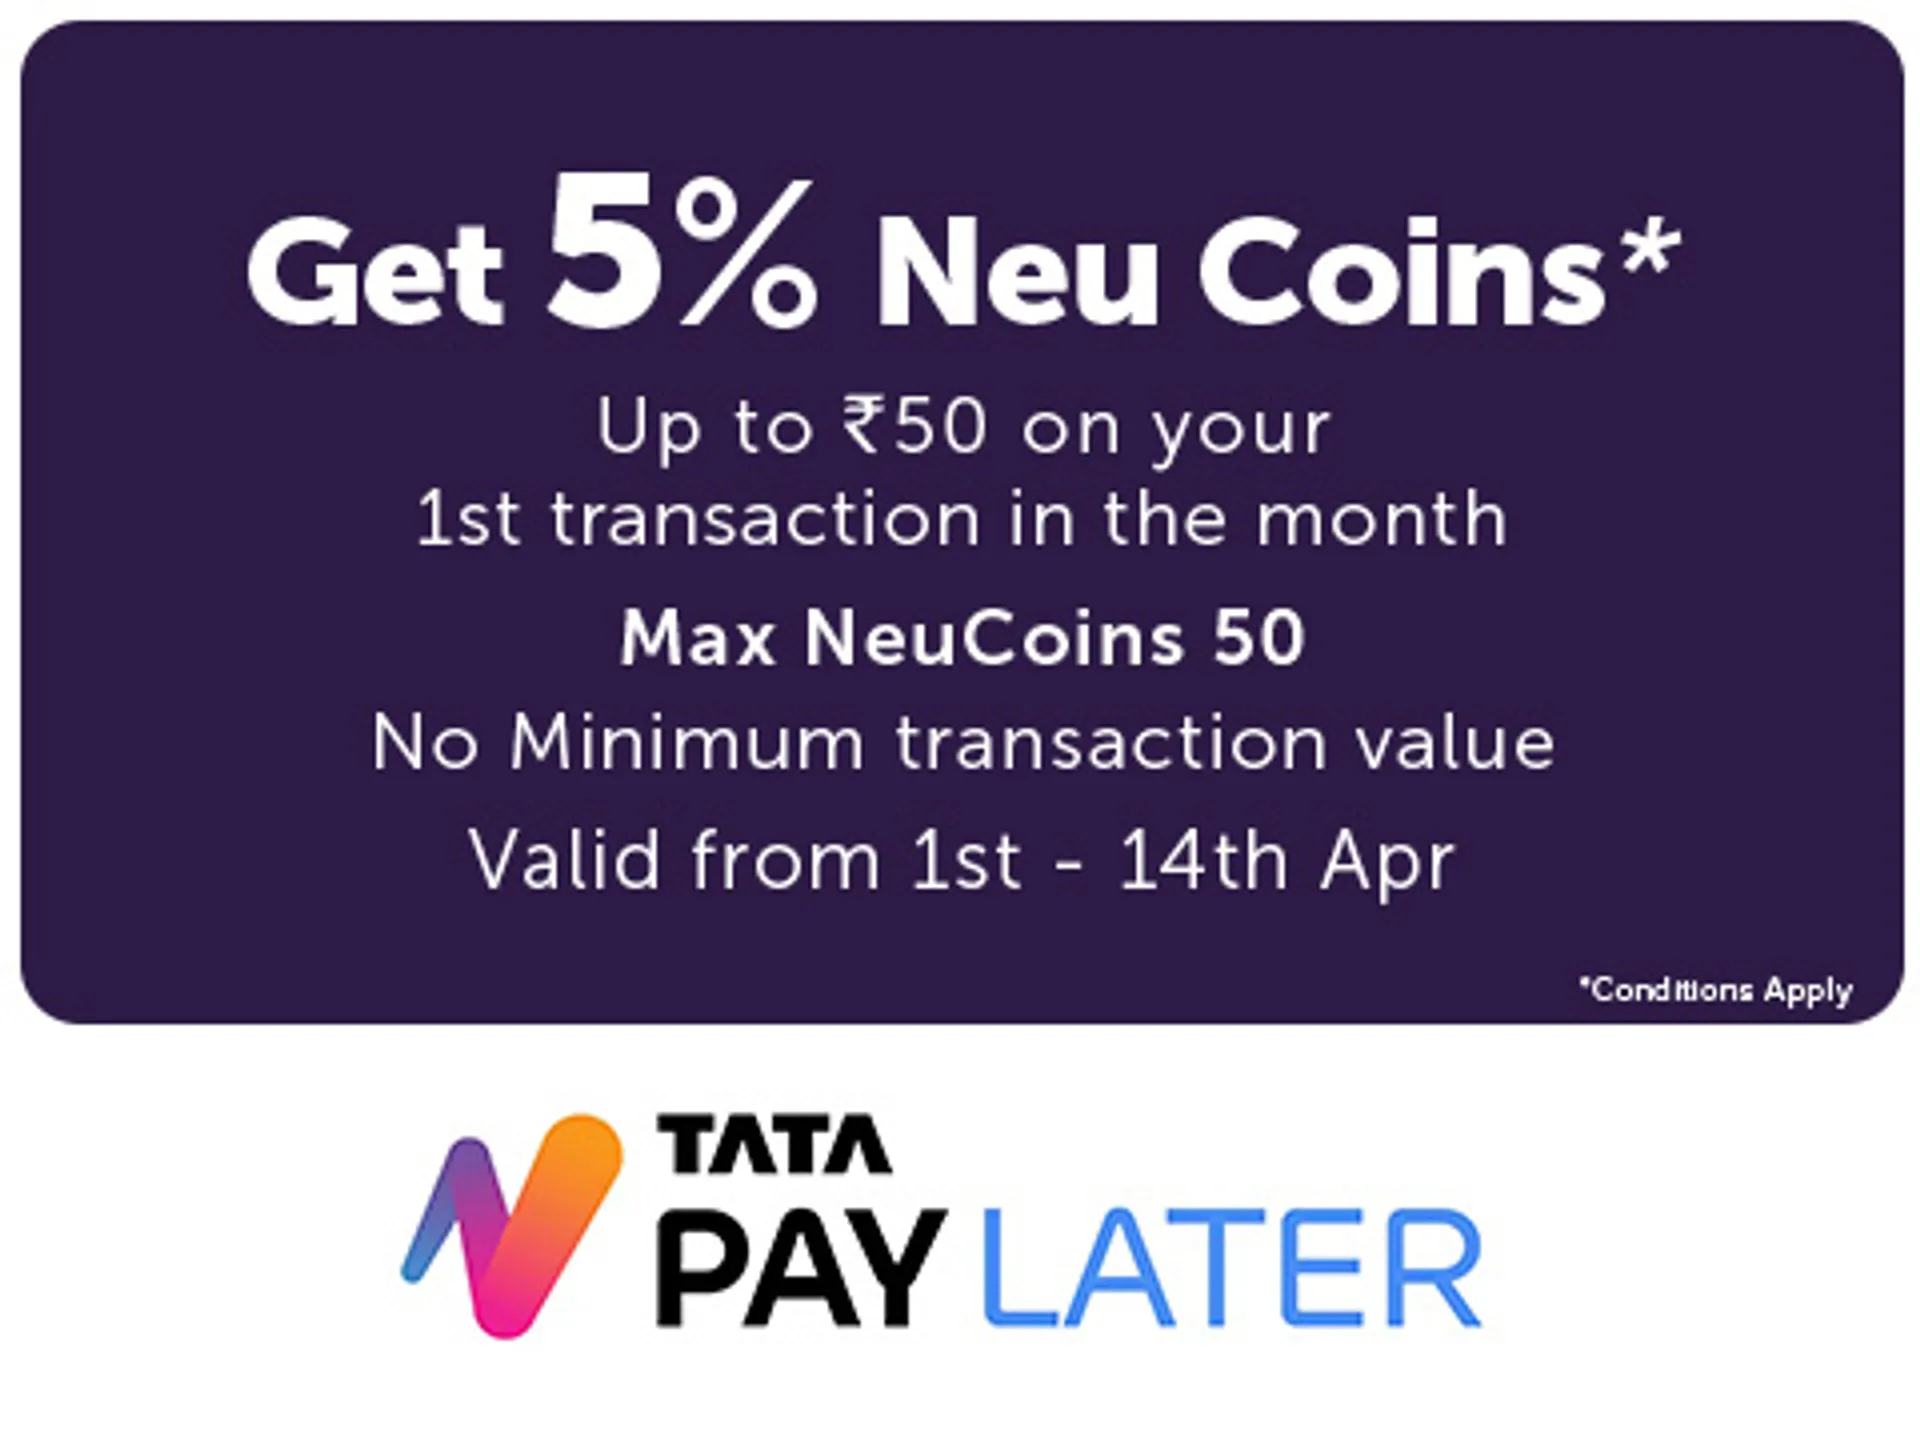 Get 5% Neu Coins*
Up to ₹50 on your
1st transaction in the month
Max NeuCoins 50
No Minimum transaction value
Valid from 1st - 14th Apr
*Conditions Apply
TATA
PAY LATER